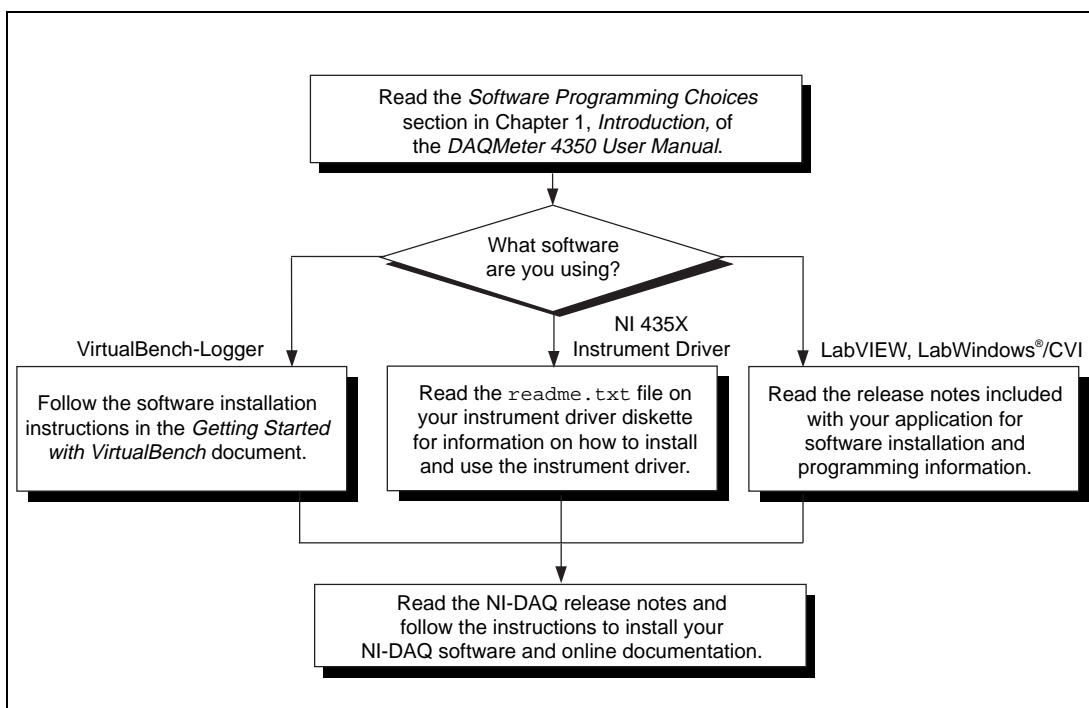 Read the Software Programming Choices
section in Chapter 1, Introduction, of
the DAQMeter 4350 User Manual.
What software
are you using?
VirtualBench-Logger
NI 435X
Instrument Driver
LabVIEW, LabWindows®/CVI
Follow the software installation
instructions in the Getting Started
with VirtualBench document.
Read the readme.txt file on
your instrument driver diskette
for information on how to install
and use the instrument driver.
Read the release notes included
with your application for
software installation and
programming information.
Read the NI-DAQ release notes and
follow the instructions to install your
NI-DAQ software and online documentation.